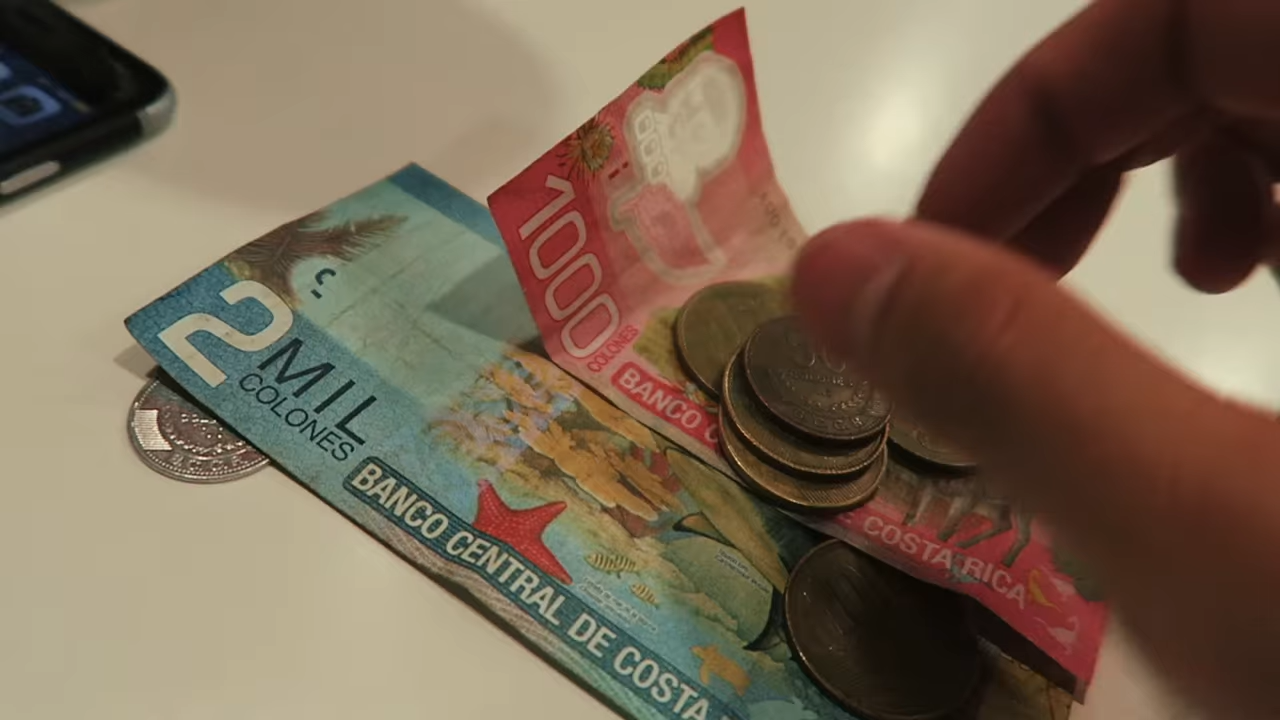 1000
COLONES
BANCO C
COSTA RICA
2
MIL
COLONES
BANCO CENTRAL DE COSTA